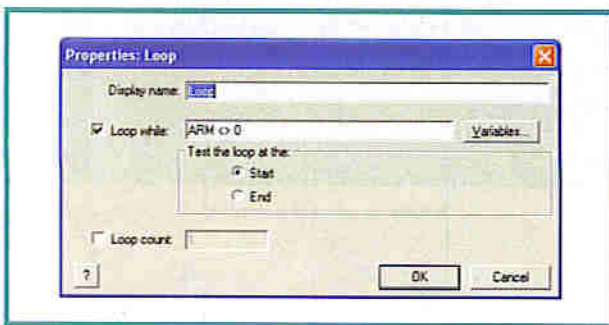 Properties: Loop
Display name: Loop
Loop while: ARM <> 0
Variables...
Test the loop at the:
Start
End
Loop count: 1
?
OK
Cancel